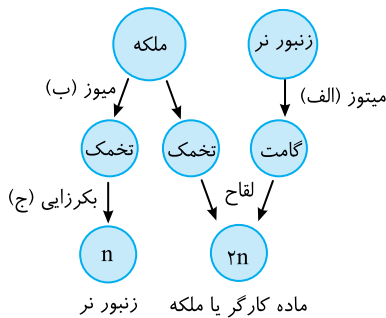 زنبور نر
ملکه
میتوز (الف)
میوز (ب)
گامت
تخمک
تخمک
لقاح
بکرزایی (ج)
۲n
n
ماده کارگر یا ملکه
زنبور نر